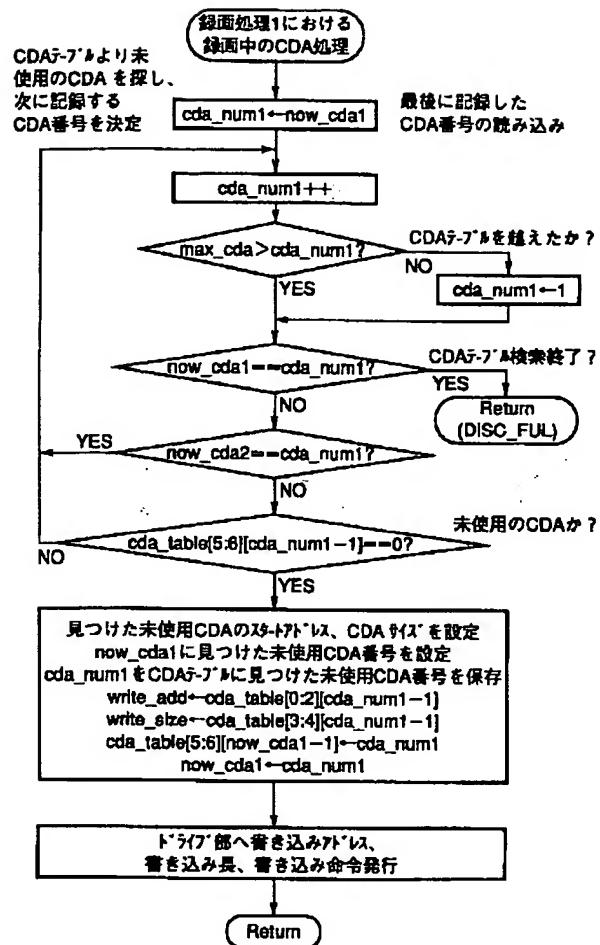 録画処理1における
録画中のCDA処理
CDAﾃｰﾌﾞﾙより未
使用のCDAを探し、
次に記録する
CDA番号を決定
cda_num1←now_cda1
最後に記録した
CDA番号の読み込み
cda_num1++
max_cda>cda_num1?
CDAﾃｰﾌﾞﾙを越えたか?
NO
cda_num1←1
YES
now_cda1==cda_num1?
CDAﾃｰﾌﾞﾙ検索終了?
YES
Return
(DISC_FUL)
NO
YES
now_cda2==cda_num1?
NO
未使用のCDAか?
NO
cda_table[5:6][cda_num1-1]==0?
YES
見つけた未使用CDAのｽﾀｰﾄｱﾄﾞﾚｽ、CDAｻｲｽﾞを設定
now_cda1に見つけた未使用CDA番号を設定
cda_num1をCDAﾃｰﾌﾞﾙに見つけた未使用CDA番号を保存
write_add←cda_table[0:2][cda_num1-1]
write_size←cda_table[3:4][cda_num1-1]
cda_table[5:6][now_cda1-1]←cda_num1
now_cda1←cda_num1
ﾄﾞﾗｲﾌﾞ部へ書き込みｱﾄﾞﾚｽ、
書き込み長、書き込み命令発行
Return